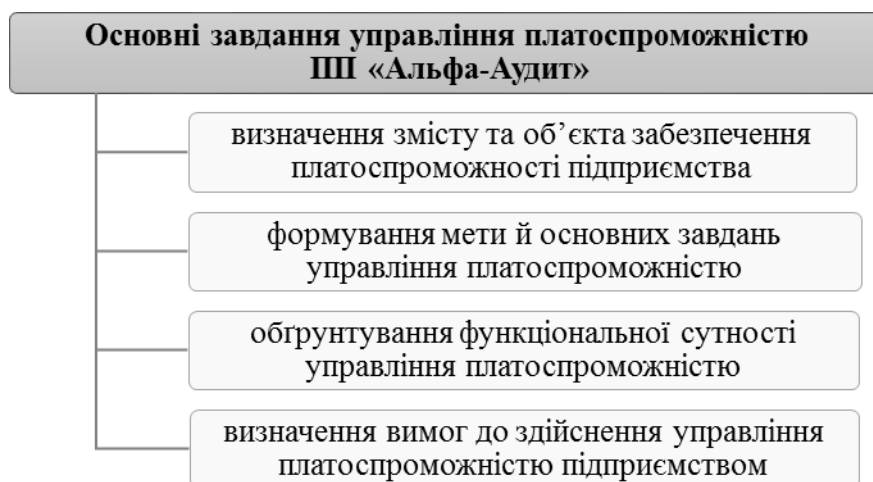 Основні завдання управління платоспроможністю
ПП «Альфа-Аудит»
визначення змісту та об’єкта забезпечення
платоспроможності підприємства
формування мети й основних завдань
управління платоспроможністю
обґрунтування функціональної сутності
управління платоспроможністю
визначення вимог до здійснення управління
платоспроможністю підприємством